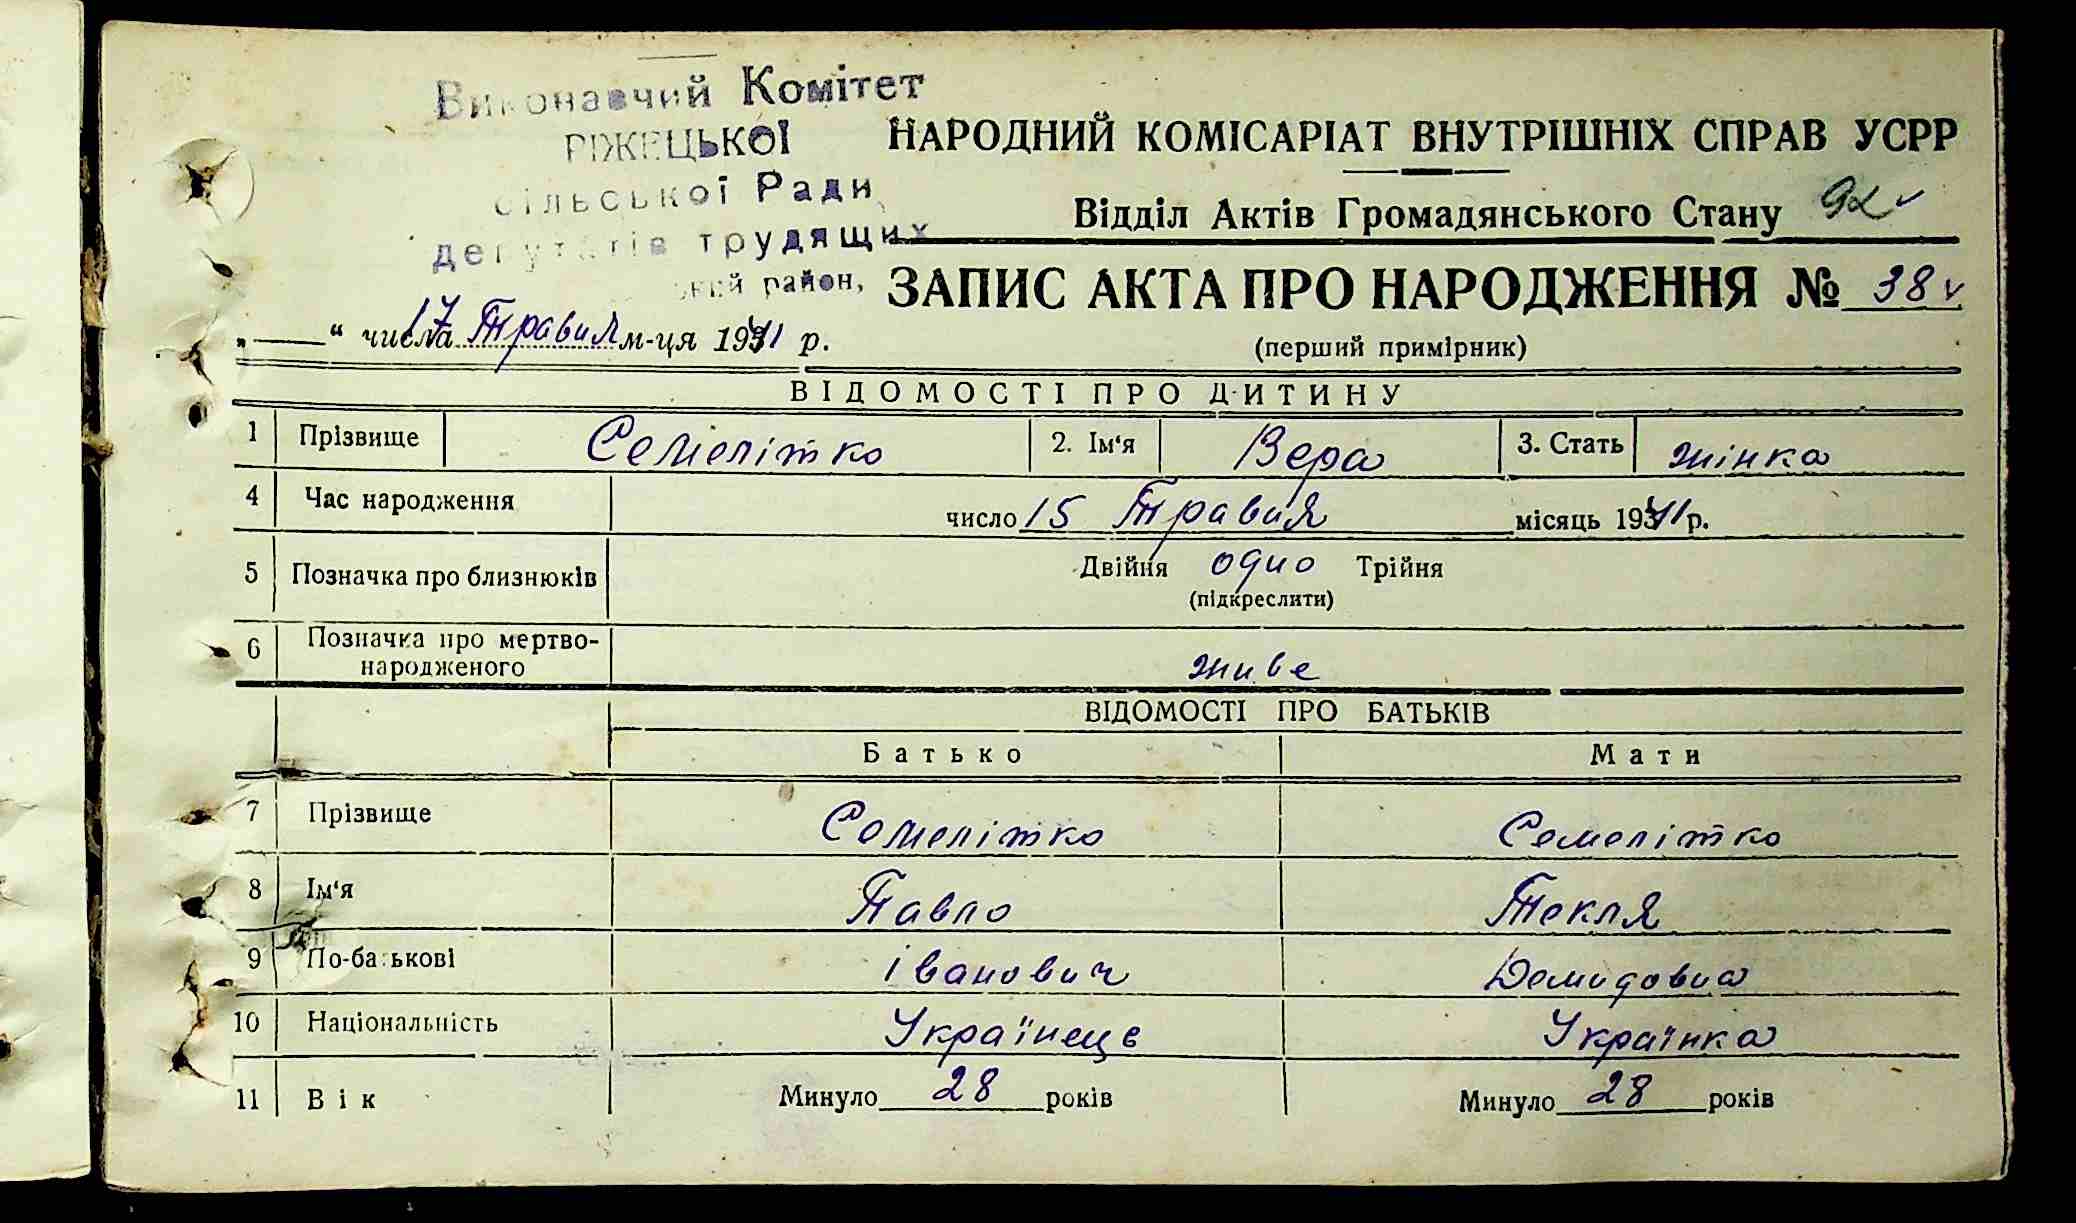 Виконавчий Комітет
РІЖЕЦЬКОЇ
сільської Ради
депутатів трудящих
район,
НАРОДНИЙ КОМІСАРІАТ ВНУТРІШНІХ СПРАВ УСРР
Відділ Актів Громадянського Стану
ЗАПИС АКТА ПРО НАРОДЖЕННЯ № 38
(перший примірник)
„ “ 17 числа Травня м-ця 1941 р.
ВІДОМОСТІ ПРО ДИТИНУ
1 Прізвище Семелітко 2. Ім‘я Вера 3. Стать жінка
4 Час народження число 15 Травня місяць 1941 р.
5 Позначка про близнюків Двійня одно Трійня
(підкреслити)
6 Позначка про мертво-
народженого живе
ВІДОМОСТІ ПРО БАТЬКІВ
Батько Мати
7 Прізвище Семелітко Семелітко
8 Ім‘я Павло Текля
9 По-батькові іванович Демидовна
10 Національність Українець Українка
11 Вік Минуло 28 років Минуло 28 років